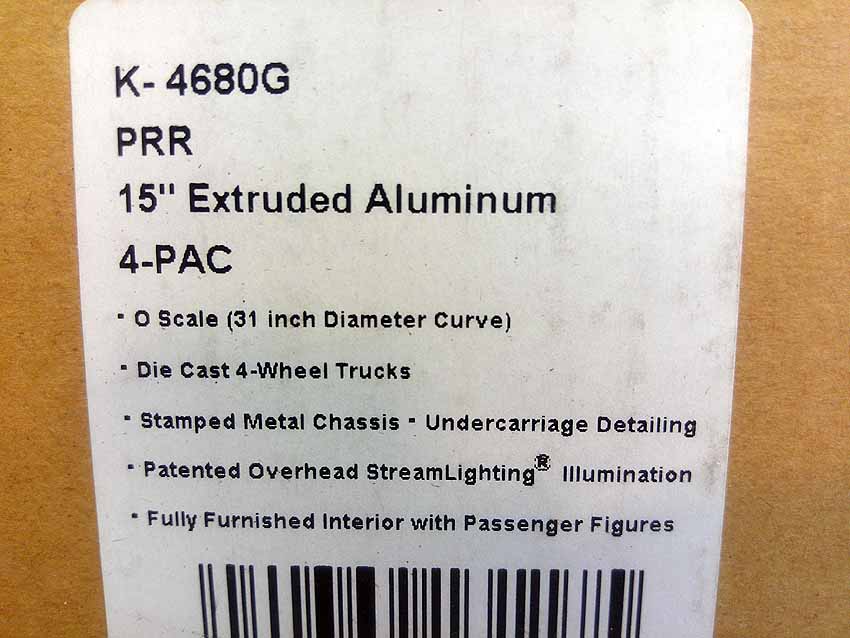 K- 4680G
PRR
15" Extruded Aluminum
4-PAC
· O Scale (31 inch Diameter Curve)
· Die Cast 4-Wheel Trucks
· Stamped Metal Chassis · Undercarriage Detailing
· Patented Overhead StreamLighting® Illumination
· Fully Furnished Interior with Passenger Figures